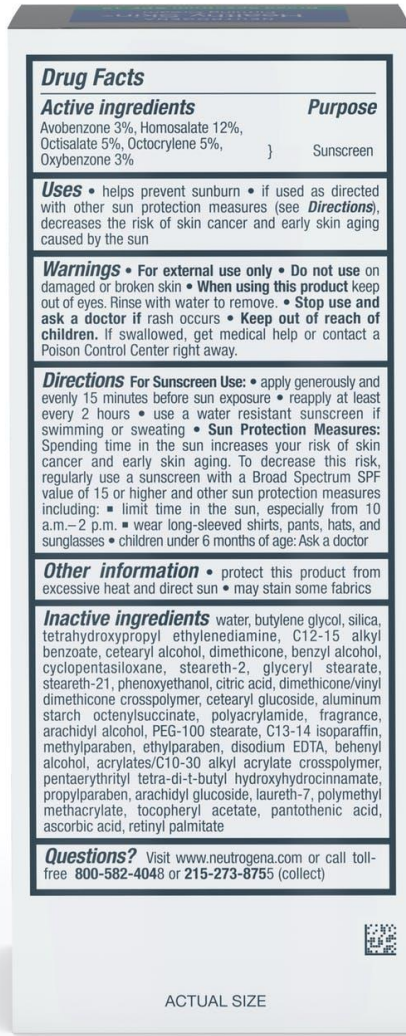 Drug Facts
Active ingredients Purpose
Avobenzone 3%, Homosalate 12%,
Octisalate 5%, Octocrylene 5%,
Oxybenzone 3% } Sunscreen
Uses • helps prevent sunburn • if used as directed
with other sun protection measures (see Directions),
decreases the risk of skin cancer and early skin aging
caused by the sun
Warnings • For external use only • Do not use on
damaged or broken skin • When using this product keep
out of eyes. Rinse with water to remove. • Stop use and
ask a doctor if rash occurs • Keep out of reach of
children. If swallowed, get medical help or contact a
Poison Control Center right away.
Directions For Sunscreen Use: • apply generously and
evenly 15 minutes before sun exposure • reapply at least
every 2 hours • use a water resistant sunscreen if
swimming or sweating • Sun Protection Measures:
Spending time in the sun increases your risk of skin
cancer and early skin aging. To decrease this risk,
regularly use a sunscreen with a Broad Spectrum SPF
value of 15 or higher and other sun protection measures
including: ▪ limit time in the sun, especially from 10
a.m.–2 p.m. ▪ wear long-sleeved shirts, pants, hats, and
sunglasses • children under 6 months of age: Ask a doctor
Other information • protect this product from
excessive heat and direct sun • may stain some fabrics
Inactive ingredients water, butylene glycol, silica,
tetrahydroxypropyl ethylenediamine, C12-15 alkyl
benzoate, cetearyl alcohol, dimethicone, benzyl alcohol,
cyclopentasiloxane, steareth-2, glyceryl stearate,
steareth-21, phenoxyethanol, citric acid, dimethicone/vinyl
dimethicone crosspolymer, cetearyl glucoside, aluminum
starch octenylsuccinate, polyacrylamide, fragrance,
arachidyl alcohol, PEG-100 stearate, C13-14 isoparaffin,
methylparaben, ethylparaben, disodium EDTA, behenyl
alcohol, acrylates/C10-30 alkyl acrylate crosspolymer,
pentaerythrityl tetra-di-t-butyl hydroxyhydrocinnamate,
propylparaben, arachidyl glucoside, laureth-7, polymethyl
methacrylate, tocopheryl acetate, pantothenic acid,
ascorbic acid, retinyl palmitate
Questions? Visit www.neutrogena.com or call toll-
free 800-582-4048 or 215-273-8755 (collect)
ACTUAL SIZE